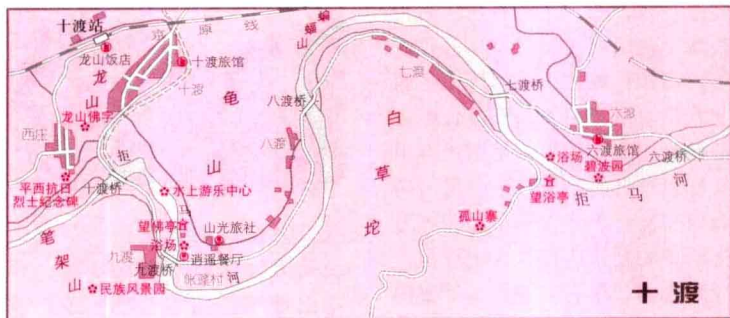 十渡站
京原线
蝙蝠山
龙山饭店
十渡旅馆
龙山
十渡
龟山
七渡
七渡桥
八渡桥
六渡
龙山佛字
白草坨
西庄
八渡
六渡旅馆
六渡桥
浴场
碧波园
拒马河
十渡桥
平西抗日
烈士纪念碑
水上游乐中心
望浴亭
拒马河
望佛亭
孤山寨
山光旅社
笔架山
浴场
九渡
逍遥餐厅
九渡桥
张蓬村
民族风景园
十渡